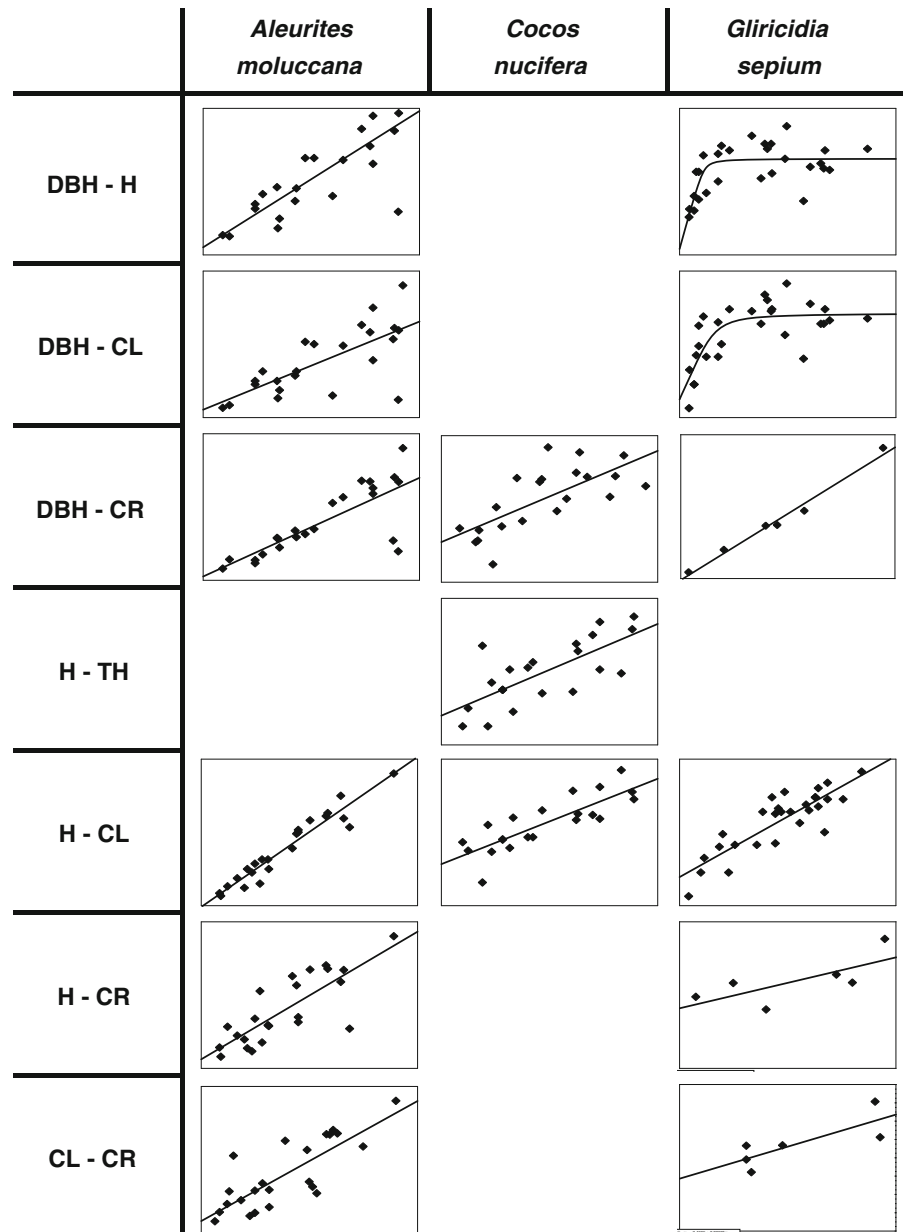 Aleurites moluccana
Cocos nucifera
Gliricidia sepium
DBH - H
DBH - CL
DBH - CR
H - TH
H - CL
H - CR
CL - CR